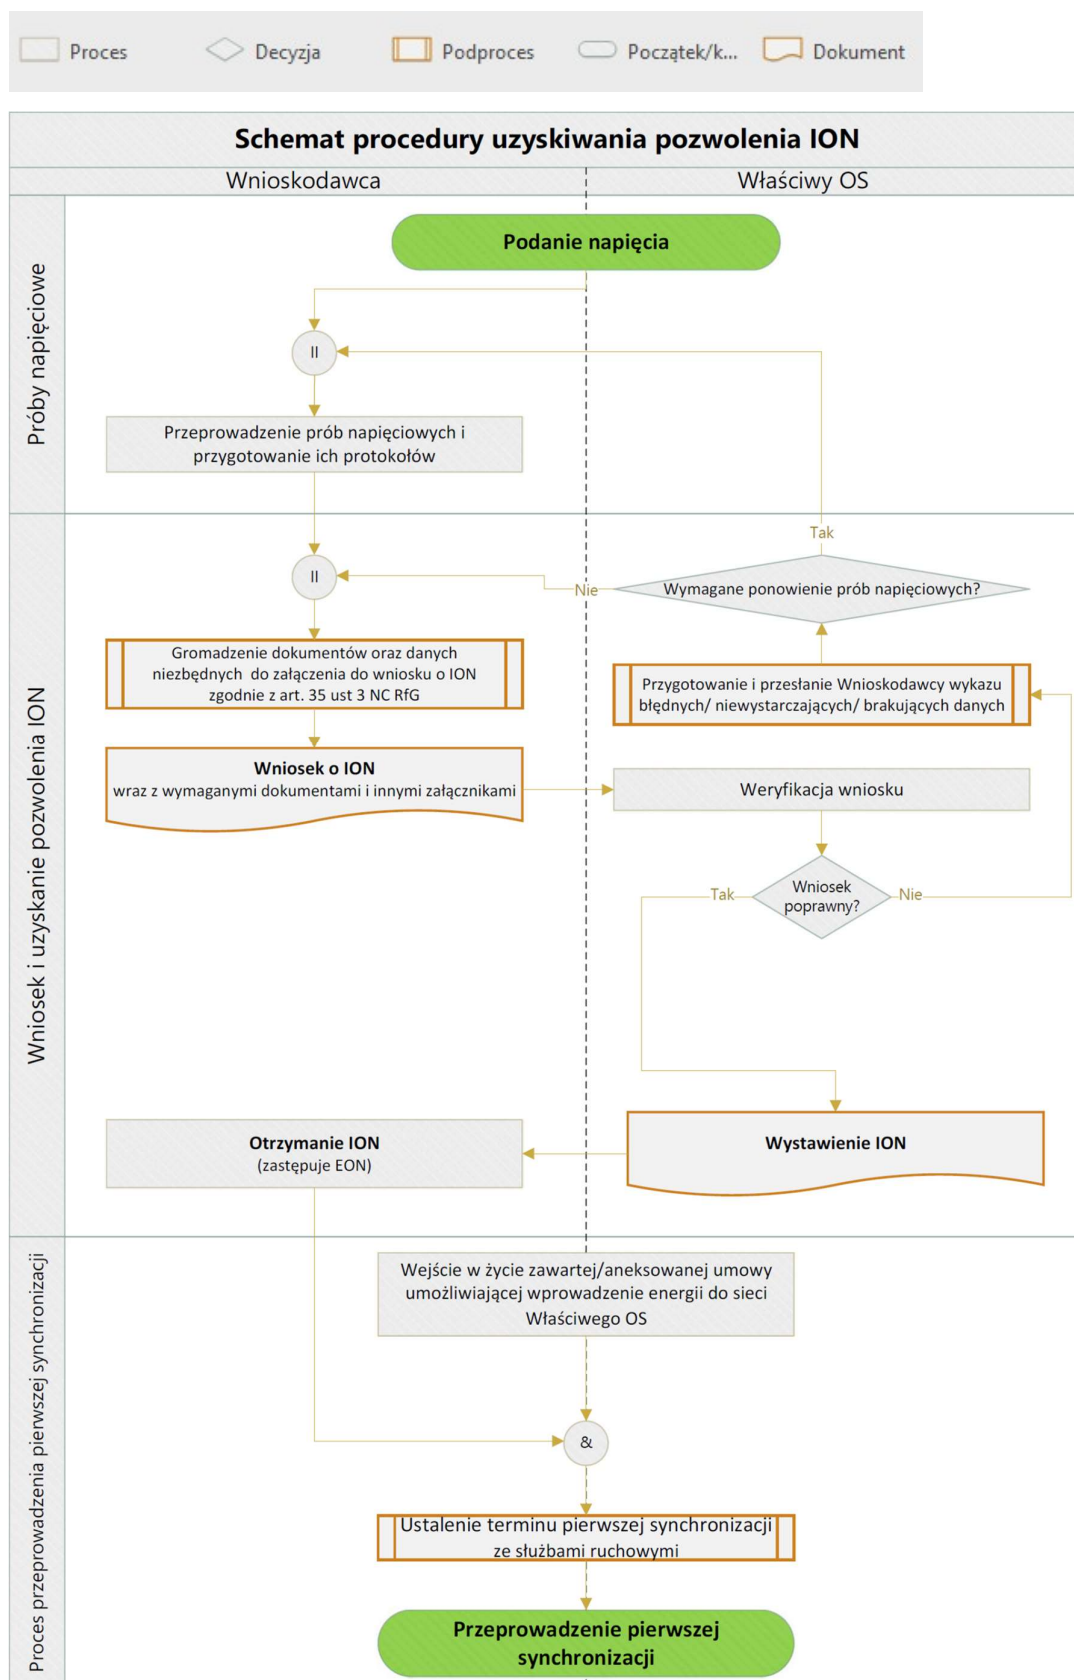 Proces
Decyzja
Podproces
Początek/k...
Dokument
Schemat procedury uzyskiwania pozwolenia ION
Wnioskodawca
Właściwy OS
Próby napięciowe
Podanie napięcia
II
Przeprowadzenie prób napięciowych i
przygotowanie ich protokołów
Wniosek i uzyskanie pozwolenia ION
Tak
II
Nie
Wymagane ponowienie prób napięciowych?
Gromadzenie dokumentów oraz danych
niezbędnych do załączenia do wniosku o ION
zgodnie z art. 35 ust 3 NC RfG
Przygotowanie i przesłanie Wnioskodawcy wykazu
błędnych/ niewystarczających/ brakujących danych
Wniosek o ION
wraz z wymaganymi dokumentami i innymi załącznikami
Weryfikacja wniosku
Tak
Wniosek
poprawny?
Nie
Otrzymanie ION
(zastępuje EON)
Wystawienie ION
Proces przeprowadzenia pierwszej synchronizacji
Wejście w życie zawartej/aneksowanej umowy
umożliwiającej wprowadzenie energii do sieci
Właściwego OS
&
Ustalenie terminu pierwszej synchronizacji
ze służbami ruchowymi
Przeprowadzenie pierwszej
synchronizacji